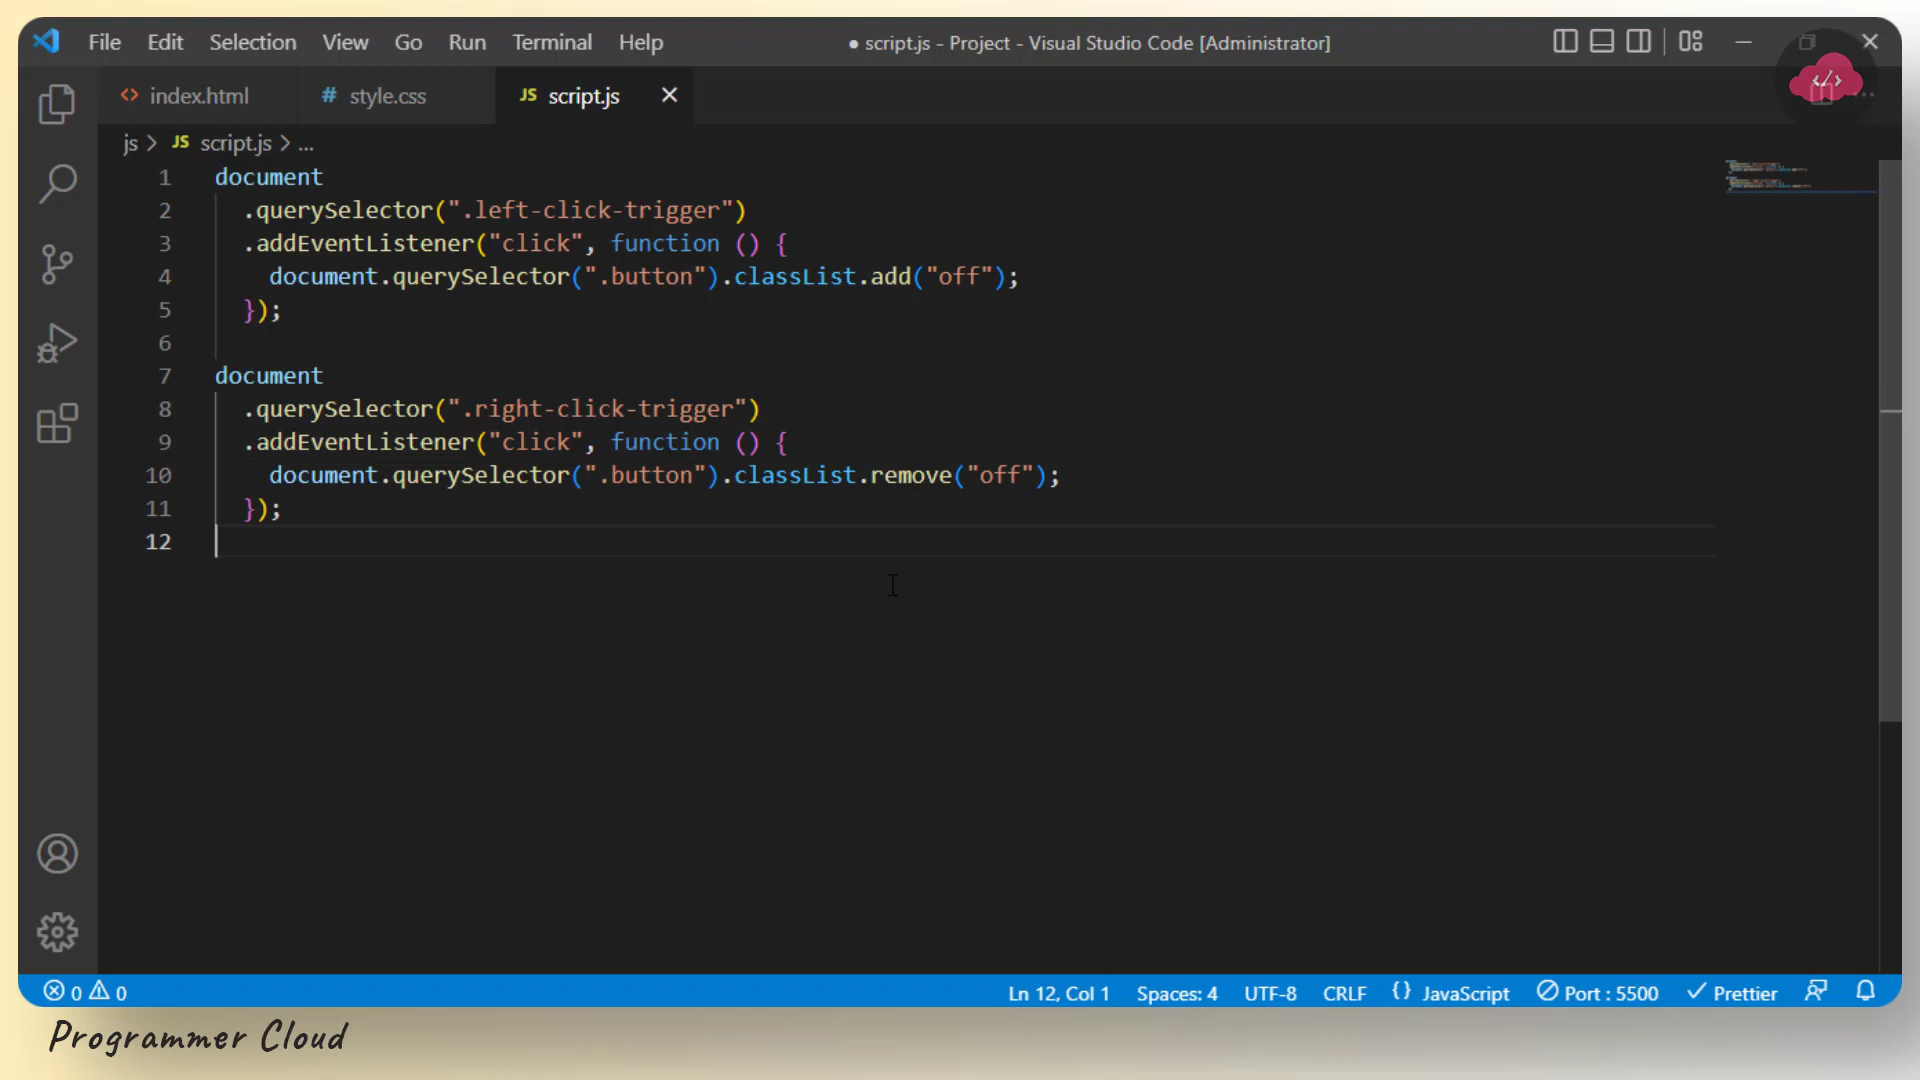 File Edit Selection View Go Run Terminal Help ● script.js - Project - Visual Studio Code [Administrator]
<> index.html # style.css JS script.js
js > JS script.js > ...
1 document
2   .querySelector(".left-click-trigger")
3   .addEventListener("click", function () {
4     document.querySelector(".button").classList.add("off");
5   });
6
7 document
8   .querySelector(".right-click-trigger")
9   .addEventListener("click", function () {
10     document.querySelector(".button").classList.remove("off");
11   });
12
0 0 Ln 12, Col 1 Spaces: 4 UTF-8 CRLF {} JavaScript Port : 5500 Prettier
Programmer Cloud